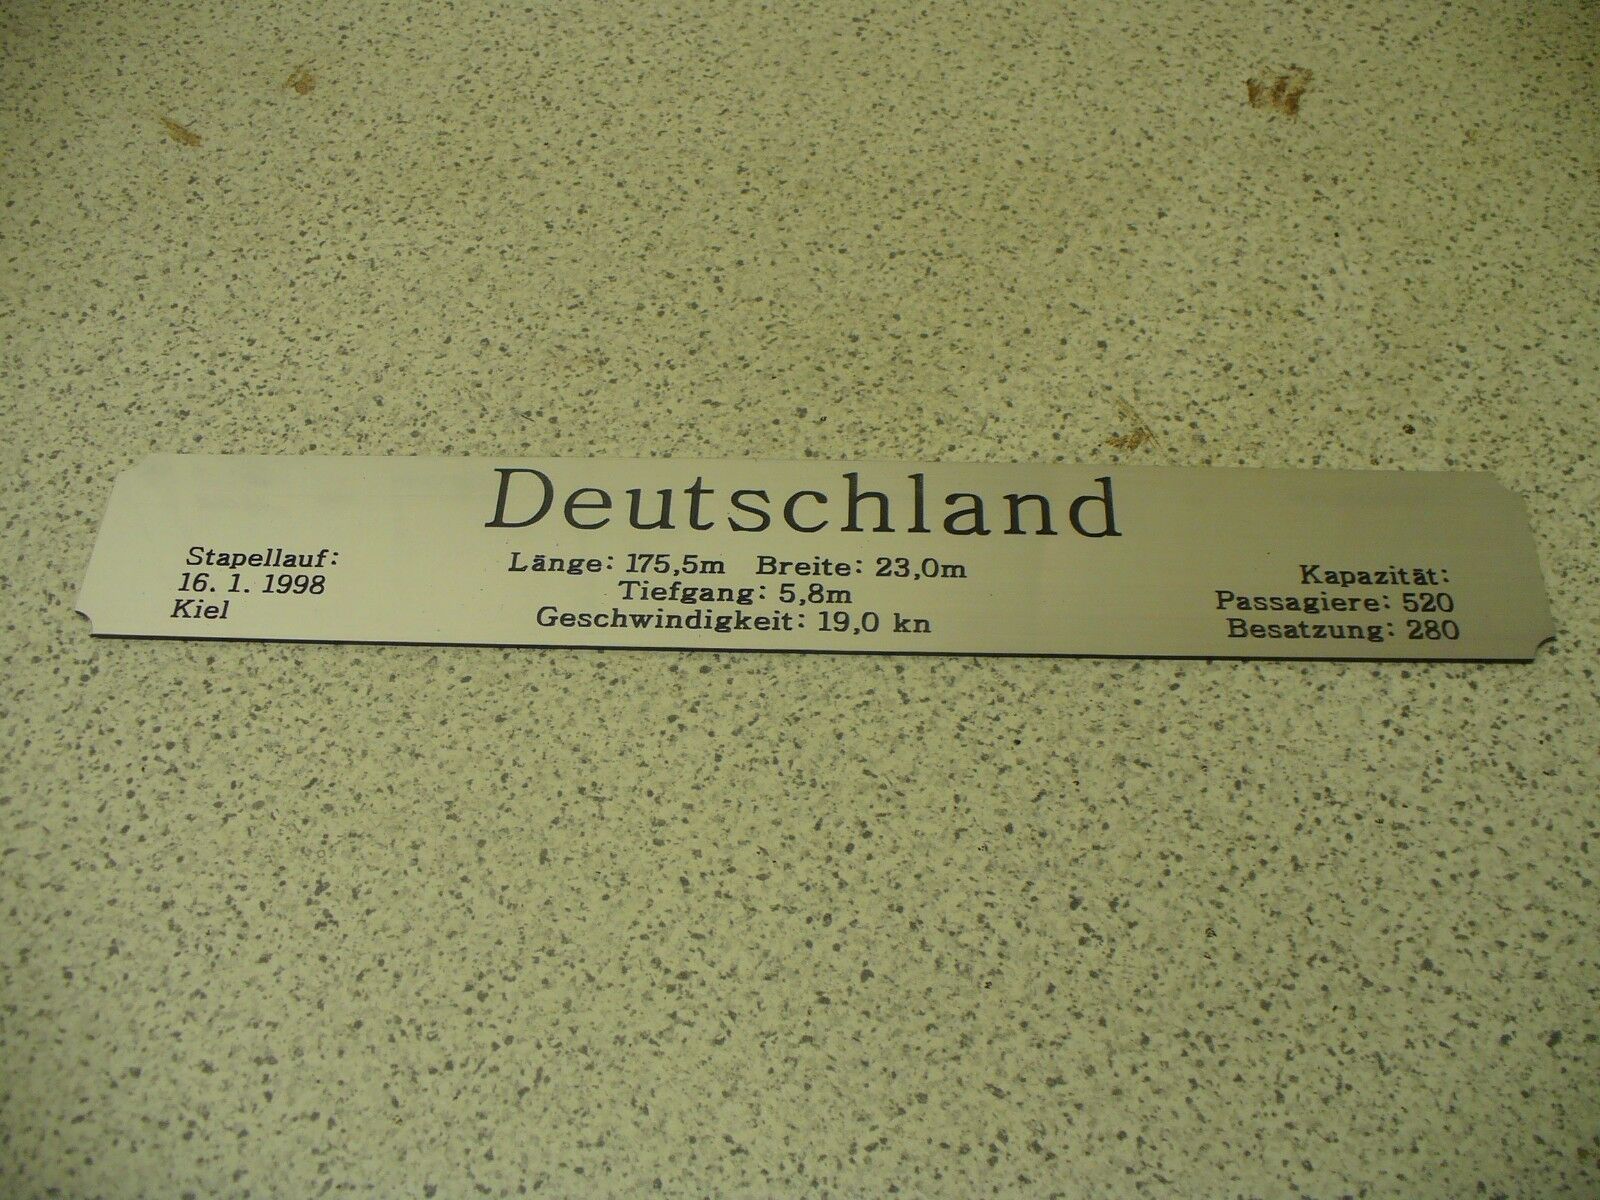 Deutschland
Stapellauf:
16. 1. 1998
Kiel
Länge: 175,5m Breite: 23,0m
Tiefgang: 5,8m
Geschwindigkeit: 19,0 kn
Kapazität:
Passagiere: 520
Besatzung: 280